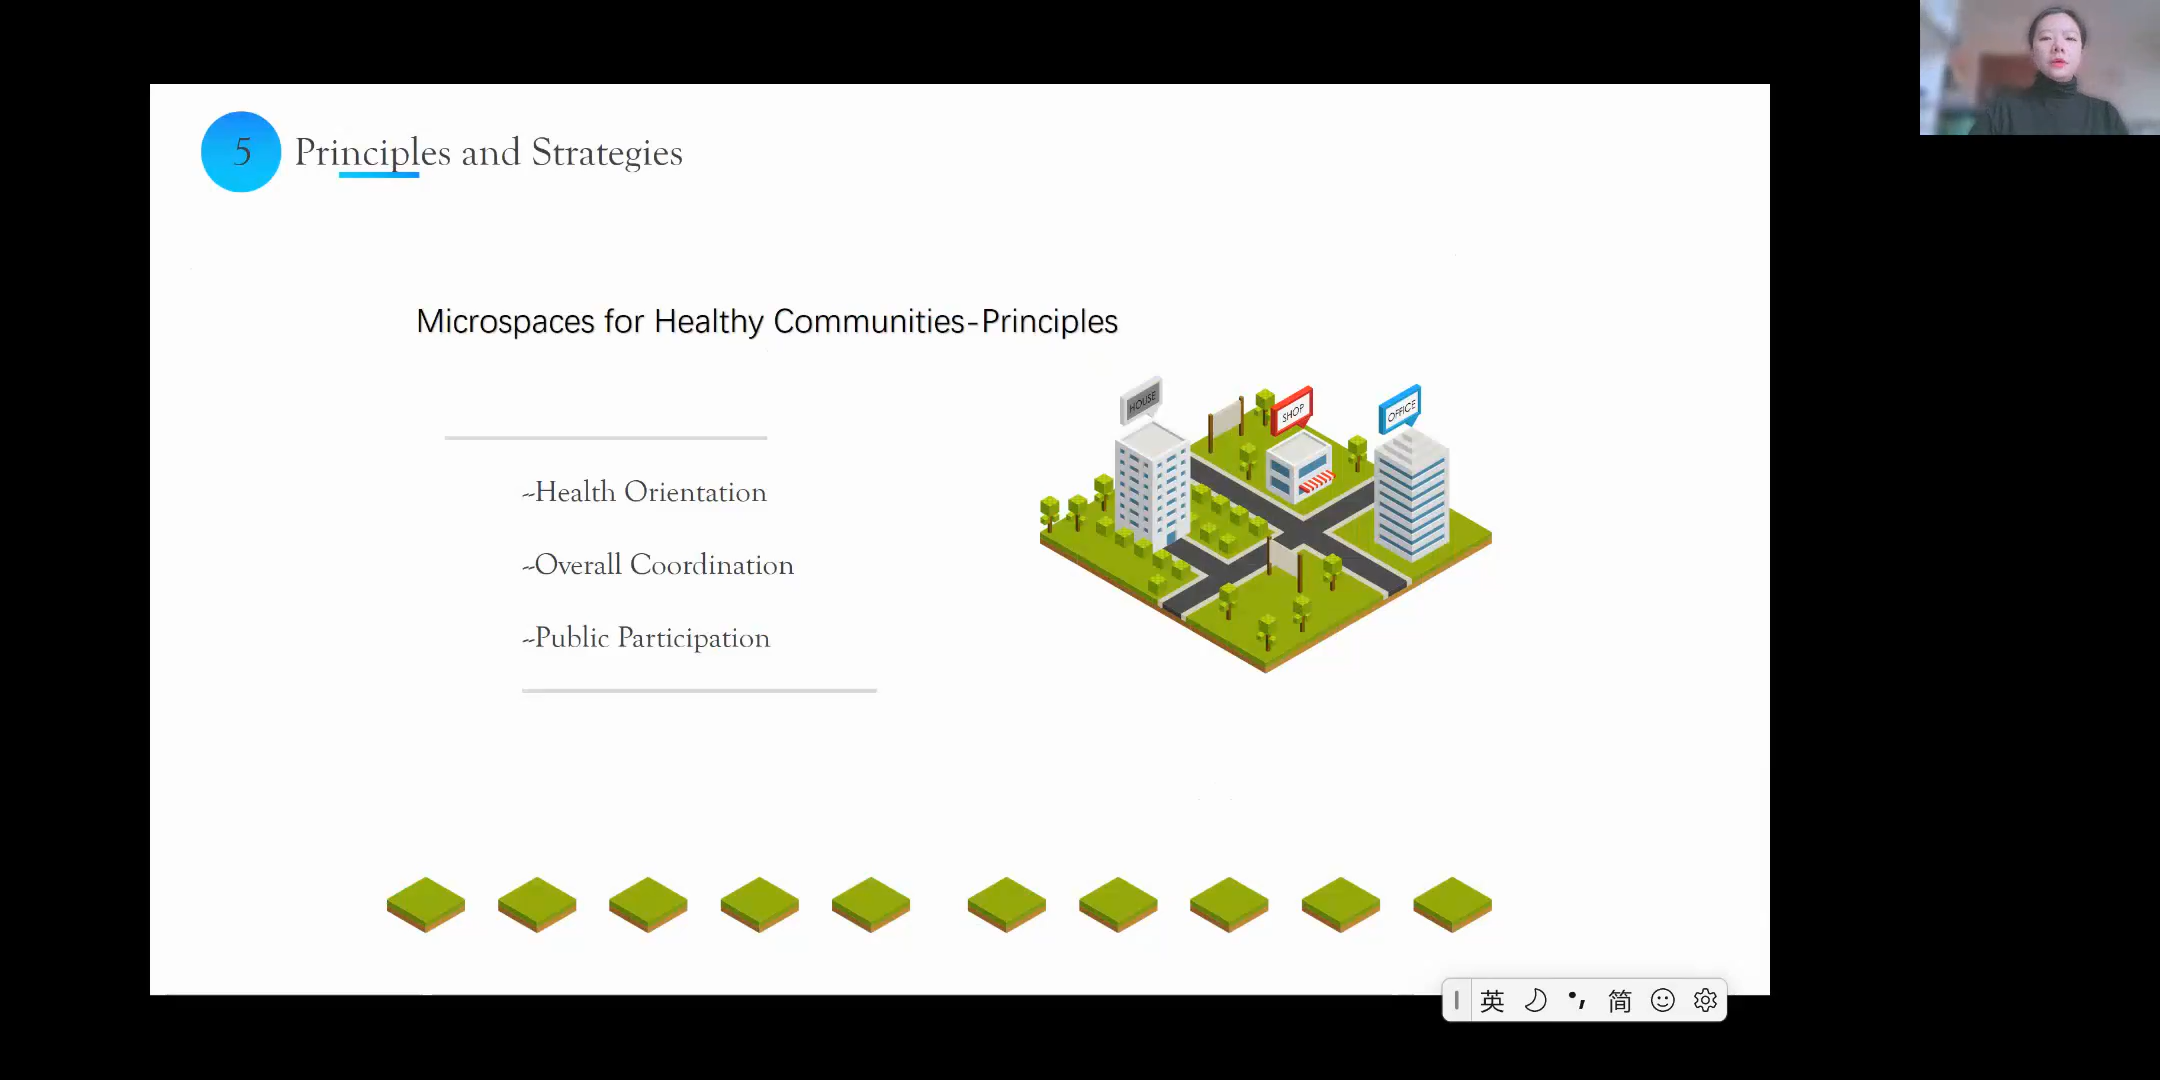 5 Principles and Strategies
Microspaces for Healthy Communities-Principles
HOUSE
SHOP
OFFICE
--Health Orientation
--Overall Coordination
--Public Participation
英 简